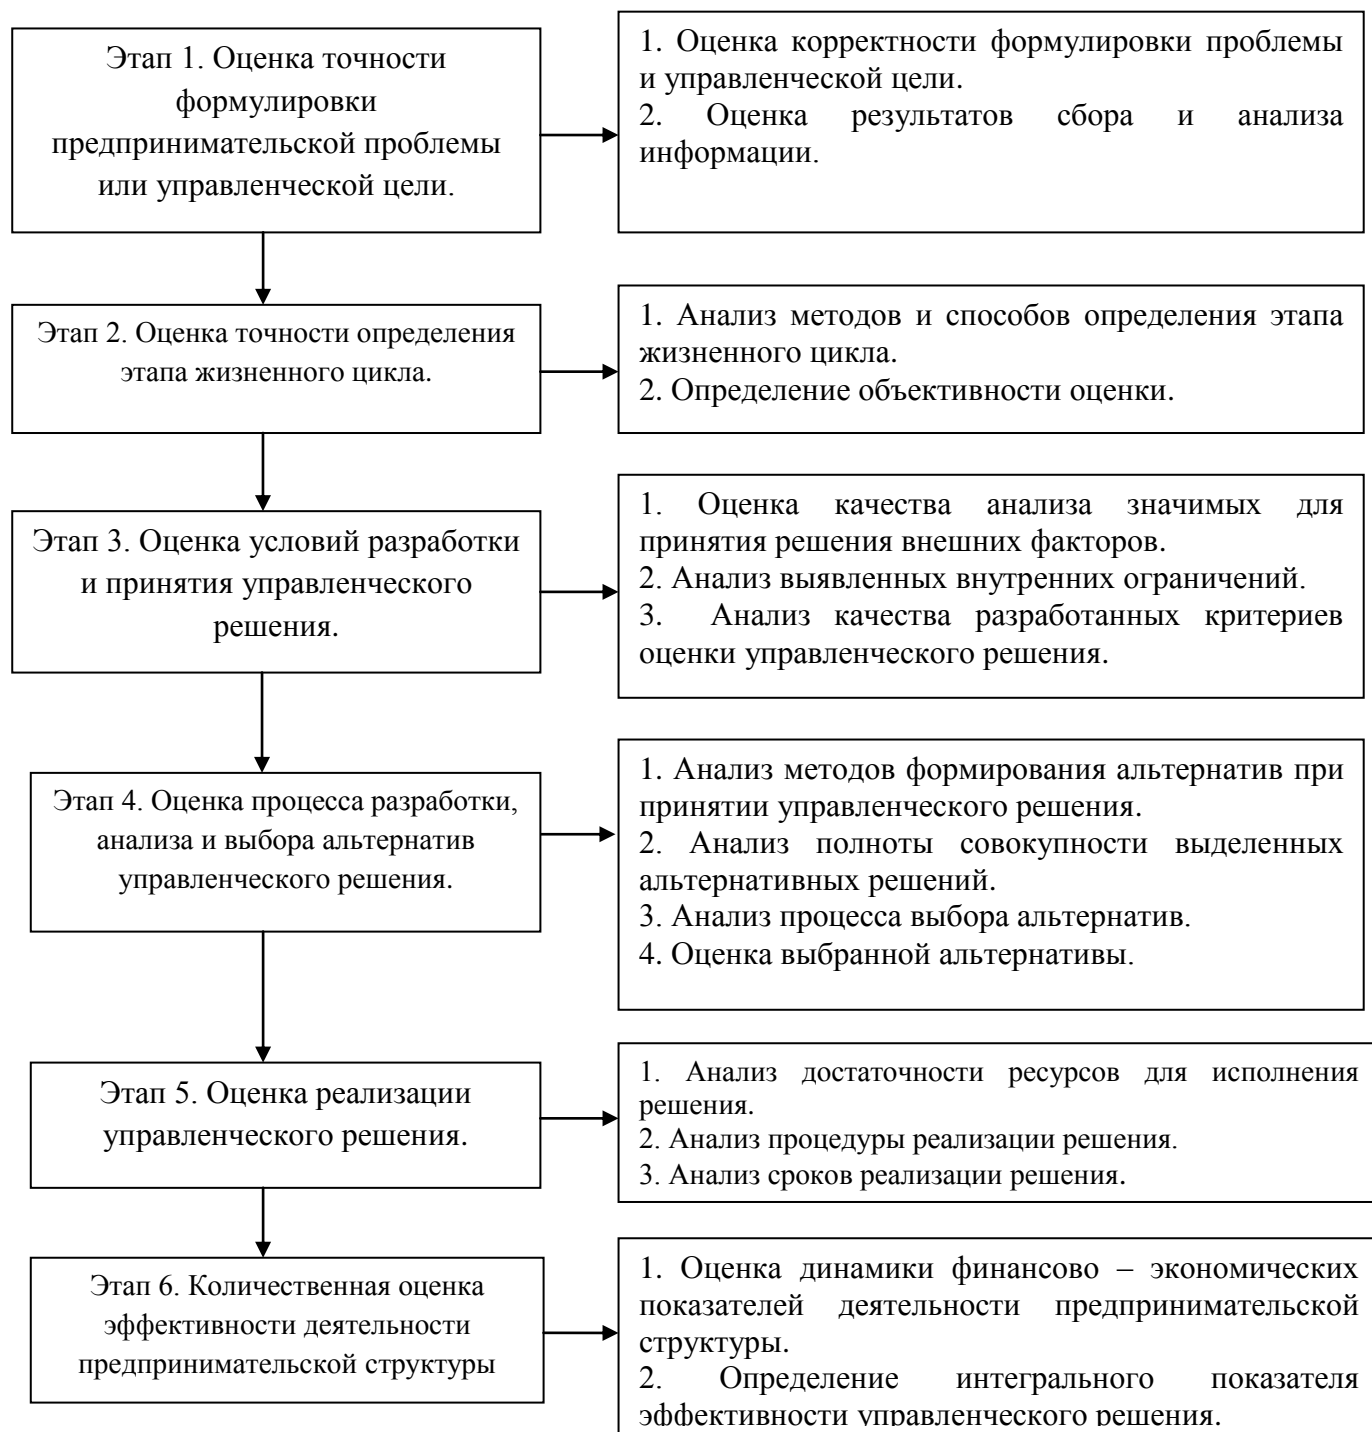 Этап 1. Оценка точности
формулировки
предпринимательской проблемы
или управленческой цели.
1. Оценка корректности формулировки проблемы
и управленческой цели.
2. Оценка результатов сбора и анализа
информации.
Этап 2. Оценка точности определения
этапа жизненного цикла.
1. Анализ методов и способов определения этапа
жизненного цикла.
2. Определение объективности оценки.
Этап 3. Оценка условий разработки
и принятия управленческого
решения.
1. Оценка качества анализа значимых для
принятия решения внешних факторов.
2. Анализ выявленных внутренних ограничений.
3. Анализ качества разработанных критериев
оценки управленческого решения.
Этап 4. Оценка процесса разработки,
анализа и выбора альтернатив
управленческого решения.
1. Анализ методов формирования альтернатив при
принятии управленческого решения.
2. Анализ полноты совокупности выделенных
альтернативных решений.
3. Анализ процесса выбора альтернатив.
4. Оценка выбранной альтернативы.
Этап 5. Оценка реализации
управленческого решения.
1. Анализ достаточности ресурсов для исполнения
решения.
2. Анализ процедуры реализации решения.
3. Анализ сроков реализации решения.
Этап 6. Количественная оценка
эффективности деятельности
предпринимательской структуры
1. Оценка динамики финансово – экономических
показателей деятельности предпринимательской
структуры.
2. Определение интегрального показателя
эффективности управленческого решения.